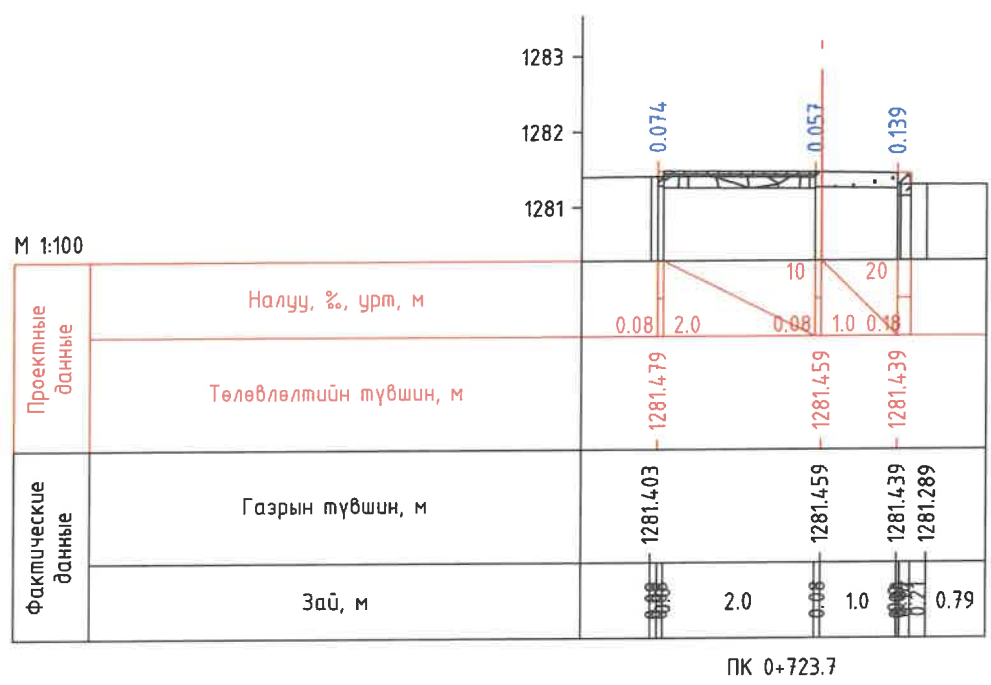 1283
1282
1281
0.074
0.057
0.139
М 1:100
Проектные
данные
Налуу, ‰, урт, м
10
20
0.08
2.0
0.08
1.0
0.18
Төлөвлөлтийн түвшин, м
1281.479
1281.459
1281.439
Фактические
данные
Газрын түвшин, м
1281.403
1281.459
1281.439
1281.289
Зай, м
2.0
0.08
1.0
0.21
0.79
ПК 0+723.7